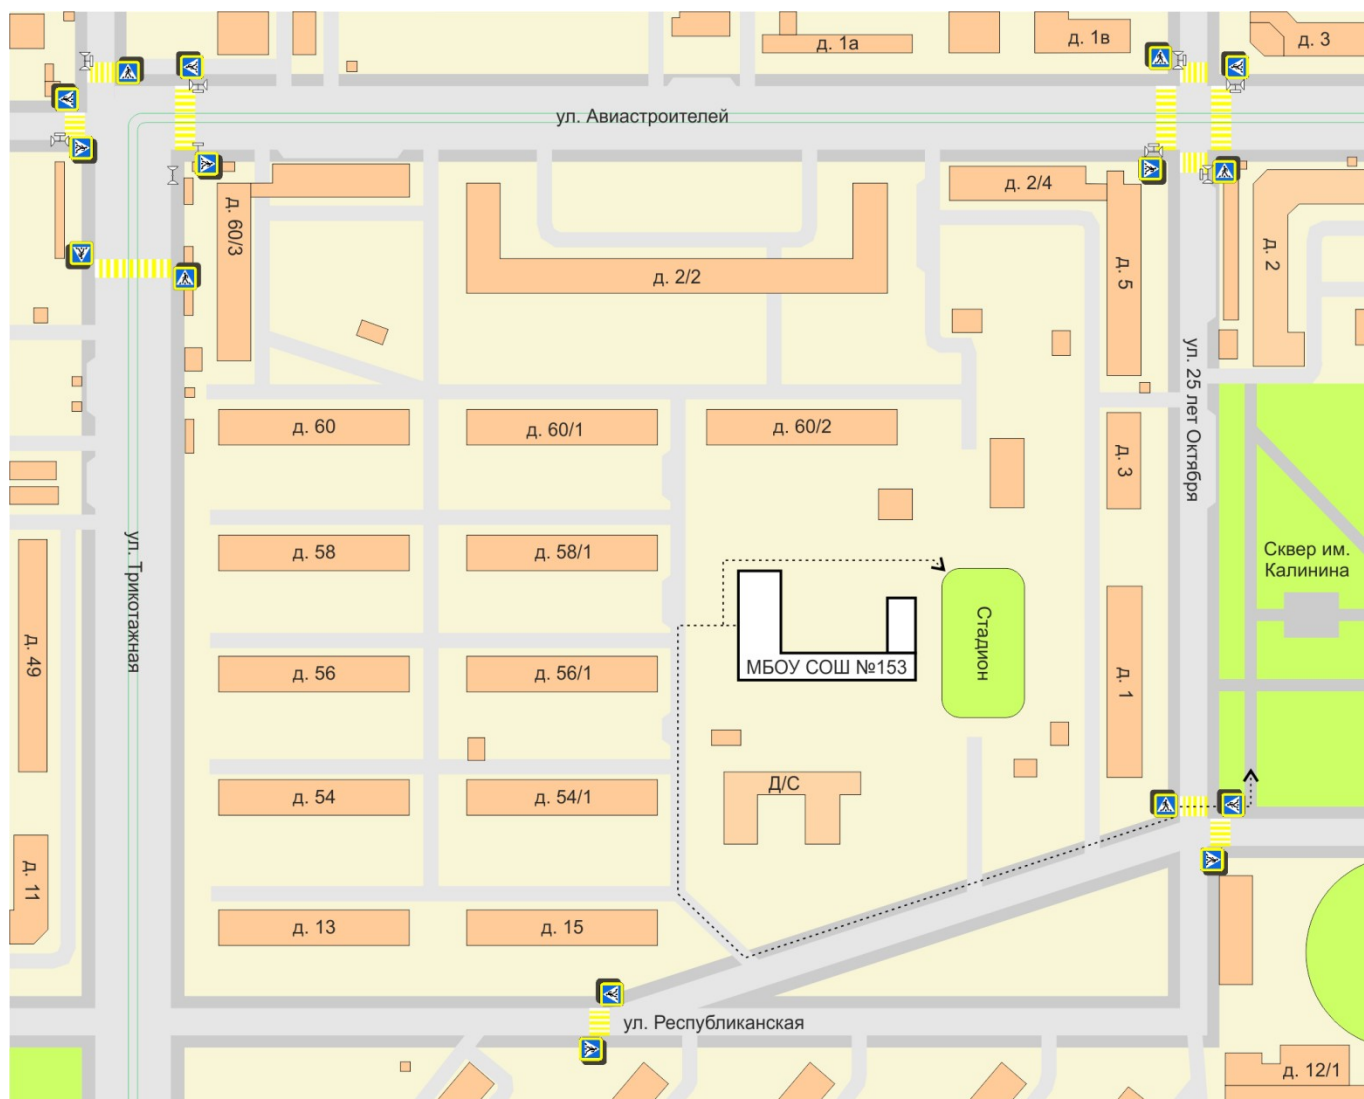 д. 1а
д. 1в
д. 3
ул. Авиастроителей
д. 60/3
д. 2/4
д. 2/2
д. 5
д. 2
ул. 25 лет Октября
д. 60
д. 60/1
д. 60/2
д. 3
ул. Трикотажная
д. 58
д. 58/1
Сквер им.
Калинина
д. 49
д. 56
д. 56/1
МБОУ СОШ №153
Стадион
д. 1
д. 54
д. 54/1
Д/С
д. 11
д. 13
д. 15
ул. Республиканская
д. 12/1